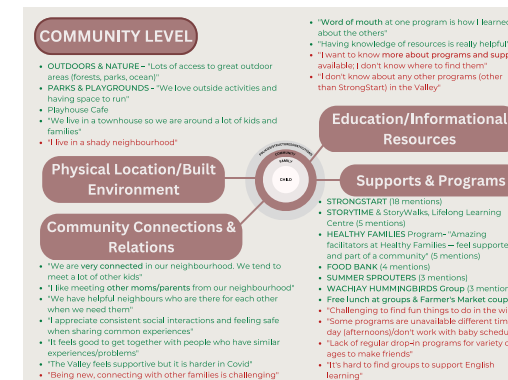 COMMUNITY LEVEL
• OUTDOORS & NATURE – "Lots of access to great outdoor
areas (forests, parks, ocean)"
• PARKS & PLAYGROUNDS - "We love outside activities and
having space to run"
• Playhouse Cafe
• "We live in a townhouse so we are around a lot of kids and
families"
• "I live in a shady neighbourhood"
Physical Location/Built
Environment
Community Connections &
Relations
• "We are very connected in our neighbourhood. We tend to
meet a lot of other kids"
• "I like meeting other moms/parents from our neighbourhood"
• "We have helpful neighbours who are there for each other
when we need them"
• "I appreciate consistent social interactions and feeling safe
when sharing common experiences"
• "It feels good to get together with people who have similar
experiences/problems"
• "The Valley feels supportive but it is harder in Covid"
• "Being new, connecting with other families is challenging"
COMMUNITY
FAMILY
CHILD
• "Word of mouth at one program is how I learned
about the others"
• "Having knowledge of resources is really helpful"
• "I want to know more about programs and supp
available; I don't know where to find them"
• "I don't know about any other programs (other
than StrongStart) in the Valley"
Education/Informational
Resources
Supports & Programs
• STRONGSTART (18 mentions)
• STORYTIME & StoryWalks, Lifelong Learning
Centre (5 mentions)
• HEALTHY FAMILIES Program- "Amazing
facilitators at Healthy Families — feel supporte
and part of a community" (5 mentions)
• FOOD BANK (4 mentions)
• SUMMER SPROUTERS (3 mentions)
• WACHIAY HUMMINGBIRDS Group (3 mention
• Free lunch at groups & Farmer's Market coup
• "Challenging to find fun things to do in the wi
• "Some programs are unavailable different tim
day (afternoons)/don't work with baby schedu
• "Lack of regular drop-in programs for variety o
ages to make friends"
• "It's hard to find groups to support English
learning"